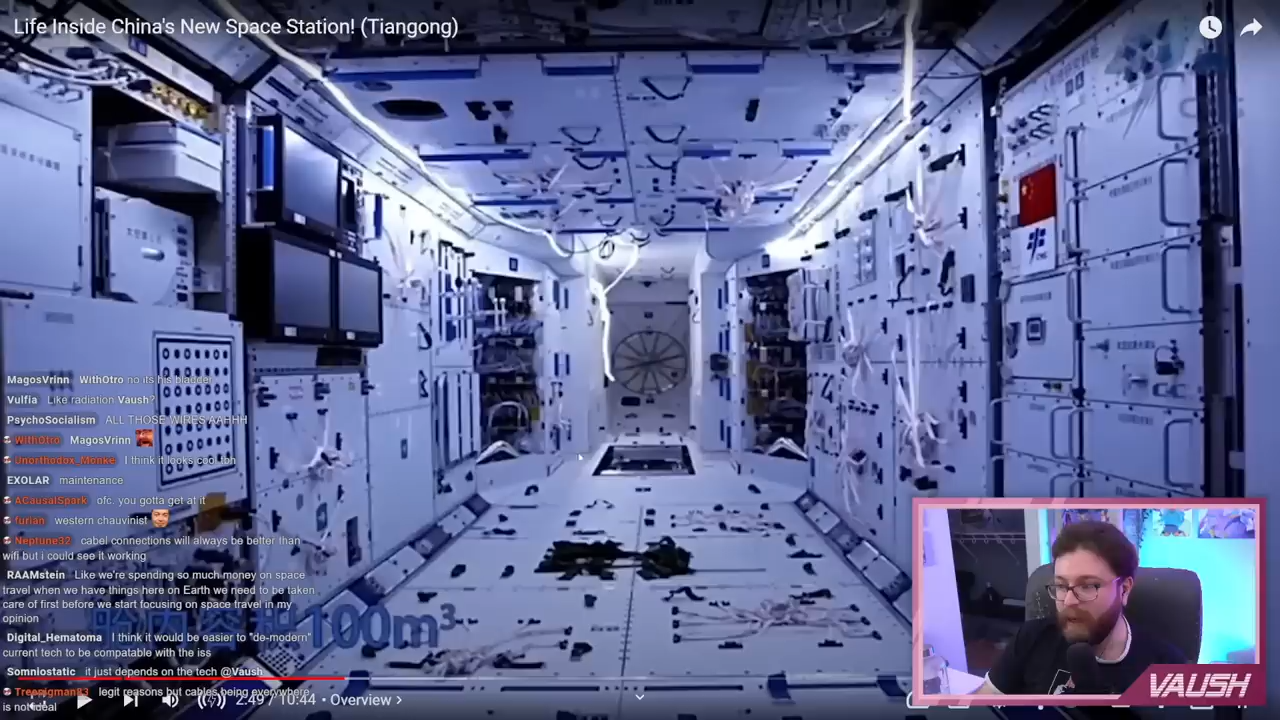 Life Inside China's New Space Station! (Tiangong)
MagosVrinn WithOtro no its his bladder
Vulfia Like radiation Vaush?
PsychoSocialism ALL THOSE WIRES AAHHH
WithOtro MagosVrinn
Unorthodox_Monke I think it looks cool tbh
EXOLAR maintenance
ACausalSpark ofc. you gotta get at it
furian western chauvinist
Neptune32 cabel connections will always be better than
wifi but i could see it working
RAAMstein Like we're spending so much money on space
travel when we have things here on Earth we need to be taken
care of first before we start focusing on space travel in my
opinion
100m³
Digital_Hematoma I think it would be easier to "de-modern"
current tech to be compatable with the iss
Somniostatic it just depends on the tech @Vaush
legit reasons but cables being everywhere
is not ideal
2:49 / 10:44 • Overview
VAUSH